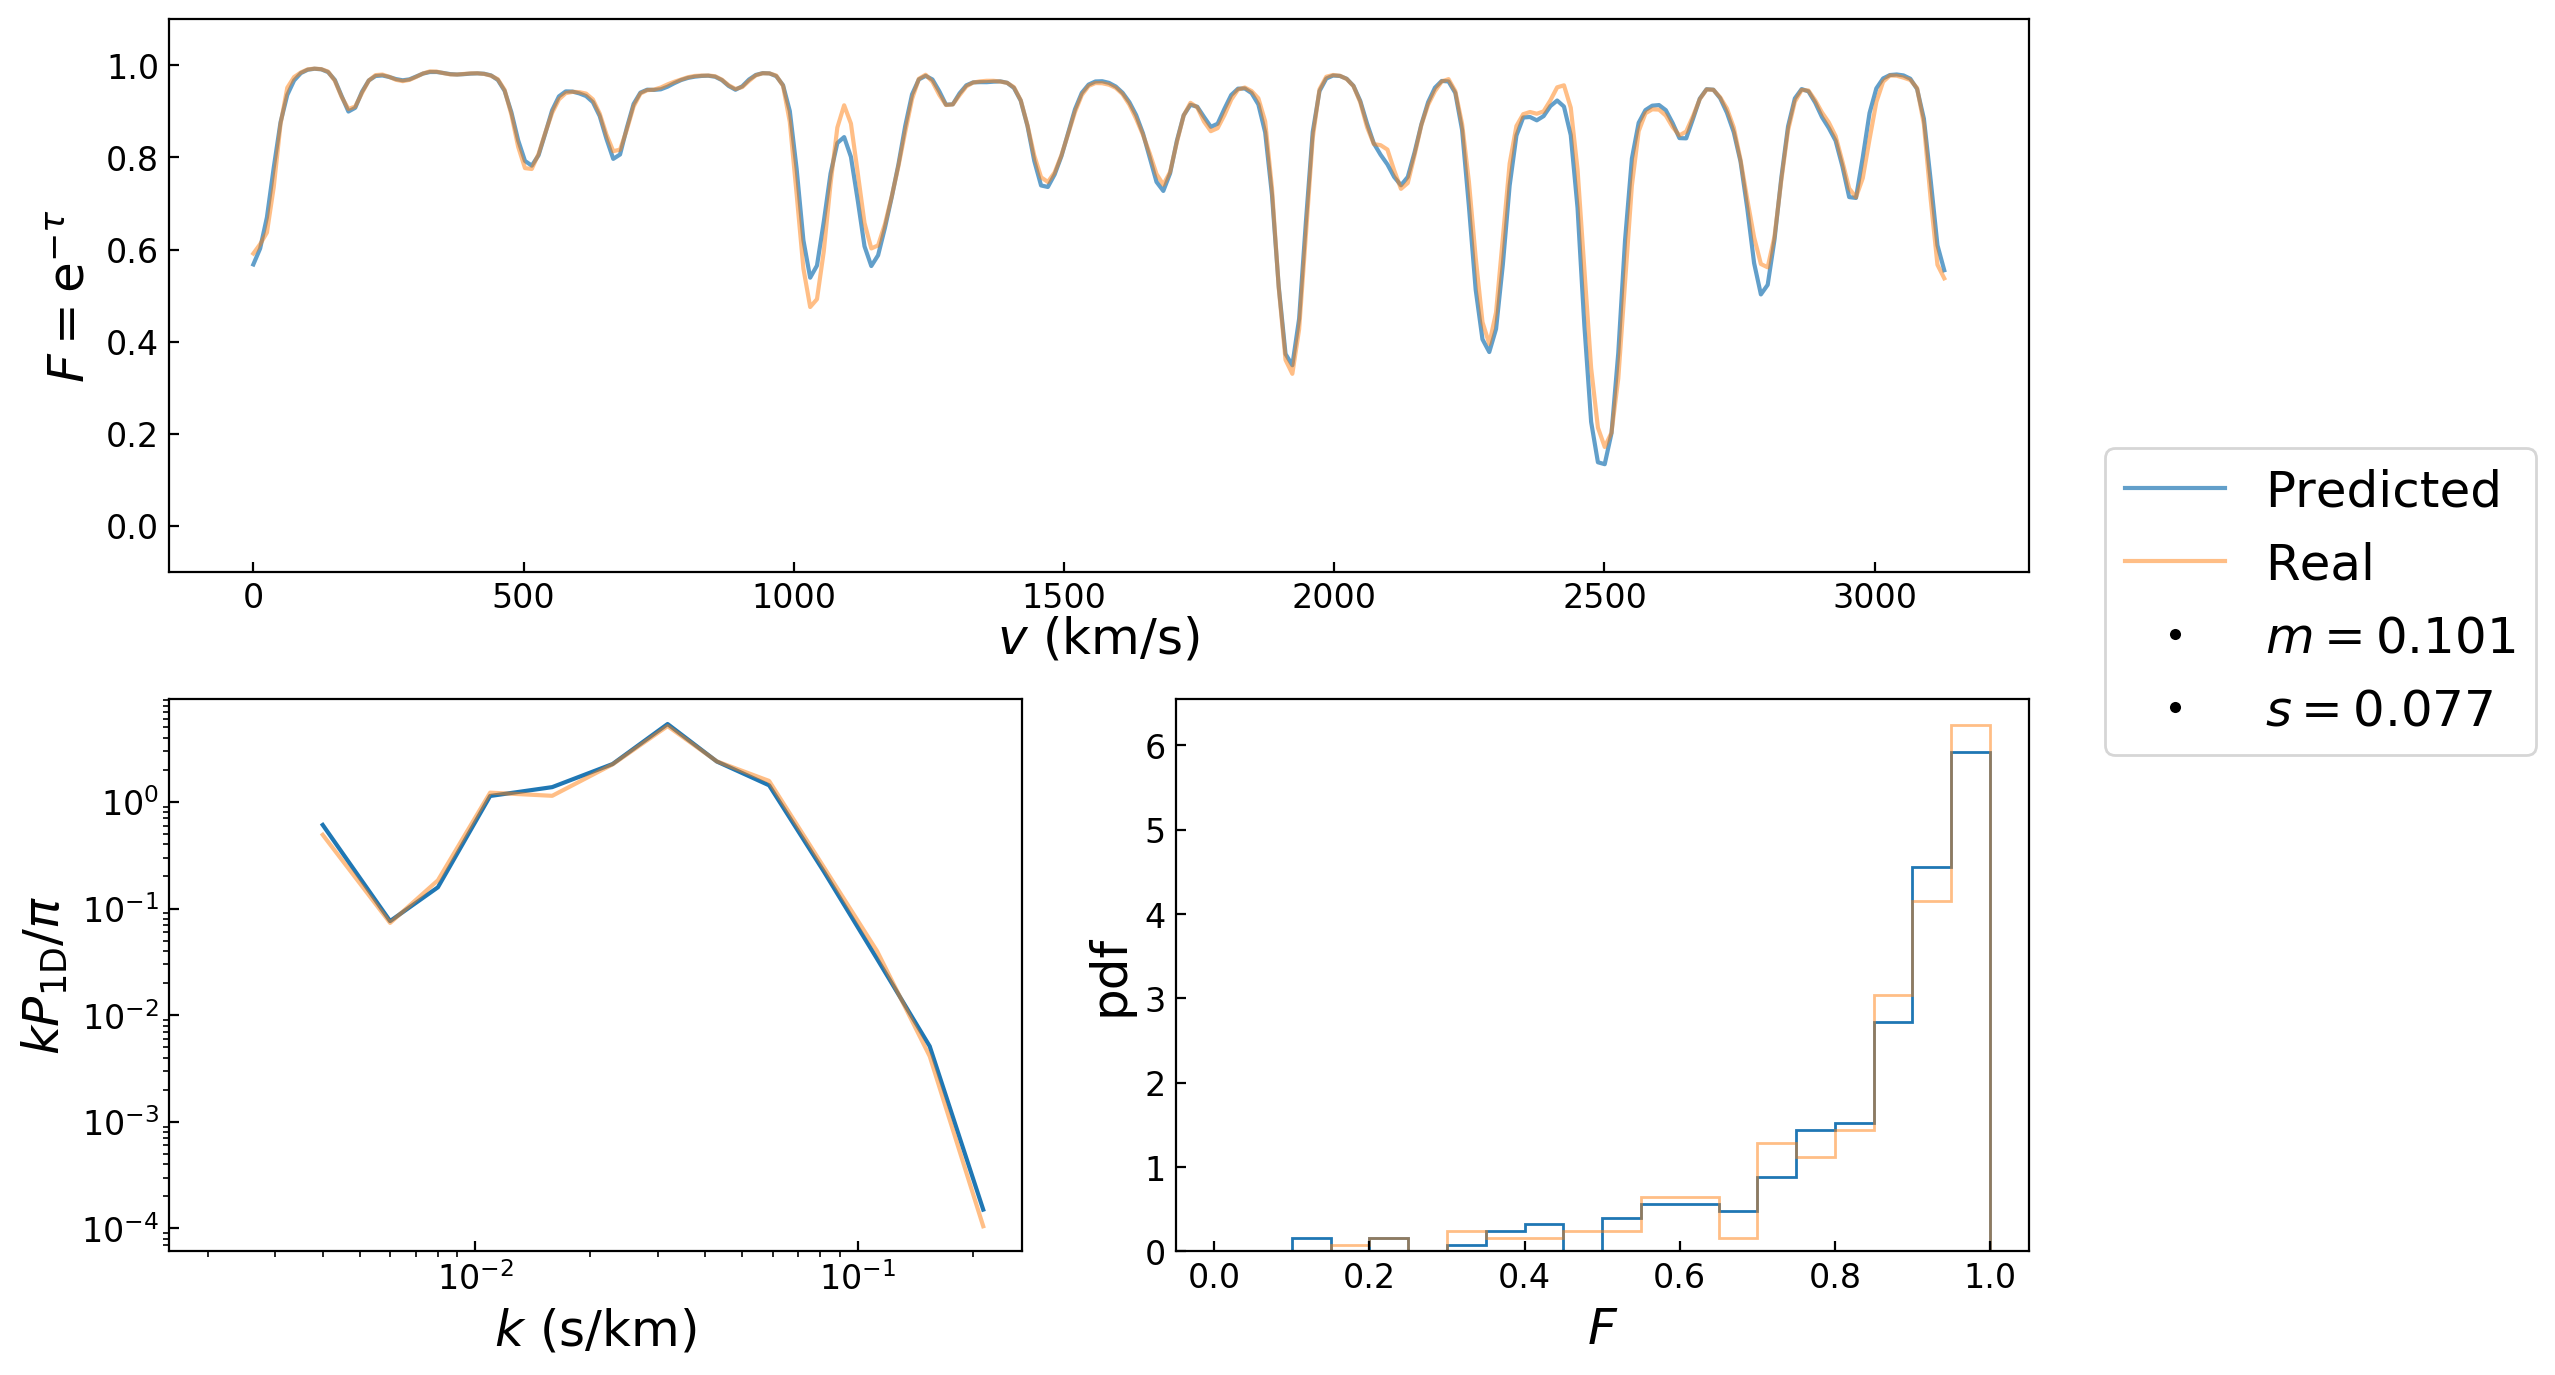 F = e^{−τ}
1.0
0.8
0.6
0.4
0.2
0.0
0 500 1000 1500 2000 2500 3000
v (km/s)
Predicted
Real
m = 0.101
s = 0.077
kP_{1D}/π
10^{0}
10^{−1}
10^{−2}
10^{−3}
10^{−4}
10^{−2} 10^{−1}
k (s/km)
pdf
6
5
4
3
2
1
0
0.0 0.2 0.4 0.6 0.8 1.0
F